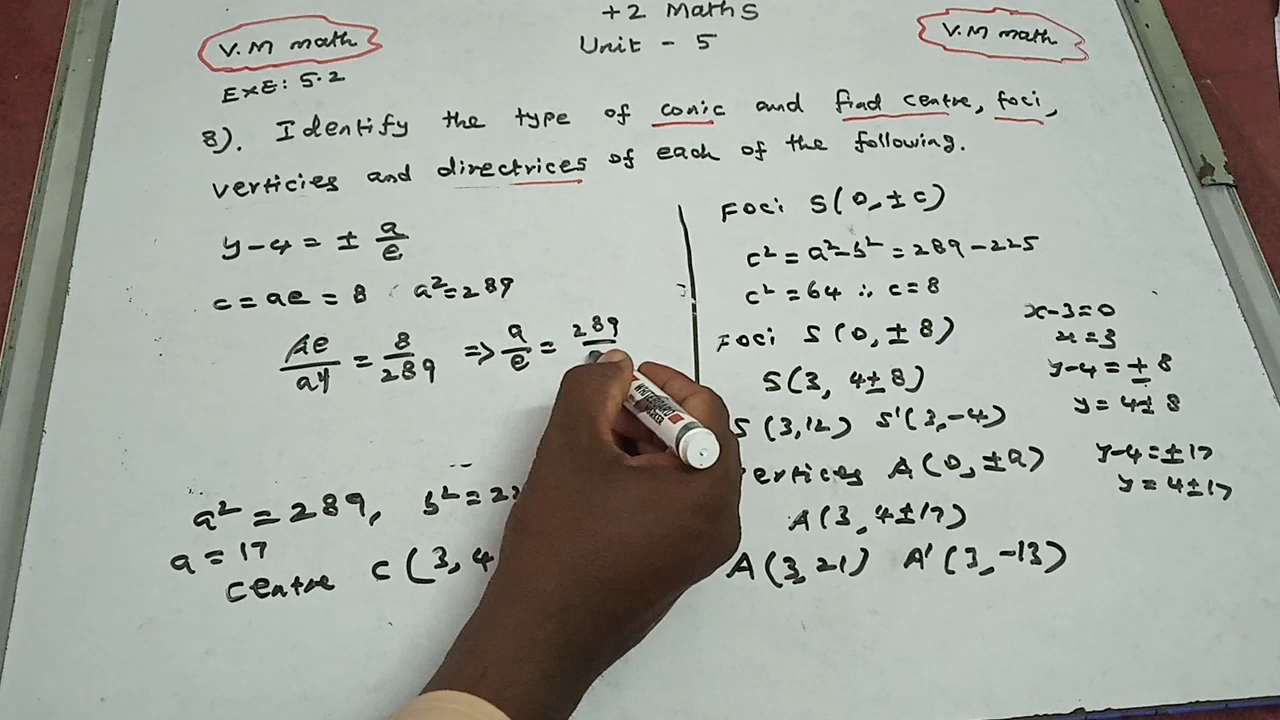 +2 Maths
V.M math
Unit - 5
V.M math
EXE: 5.2
8). Identify the type of conic and find centre, foci,
verticies and directrices of each of the following.
y-4 = ± a/e
c = ae = 8 a² = 289
ae/a² = 8/289 => a/e = 289/
a² = 289, b² = 22
a = 17
centre C(3, 4
Foci S(0, ±c)
c² = a²-b² = 289-225
c² = 64 ∴ c = 8
Foci S(0, ±8)
S(3, 4±8)
S(3,12) S'(3,-4)
vertices A(0, ±a)
A(3, 4±17)
A(3,21) A'(3,-13)
x-3=0
x=3
y-4 = ± 8
y = 4± 8
y-4 = ±17
y = 4±17